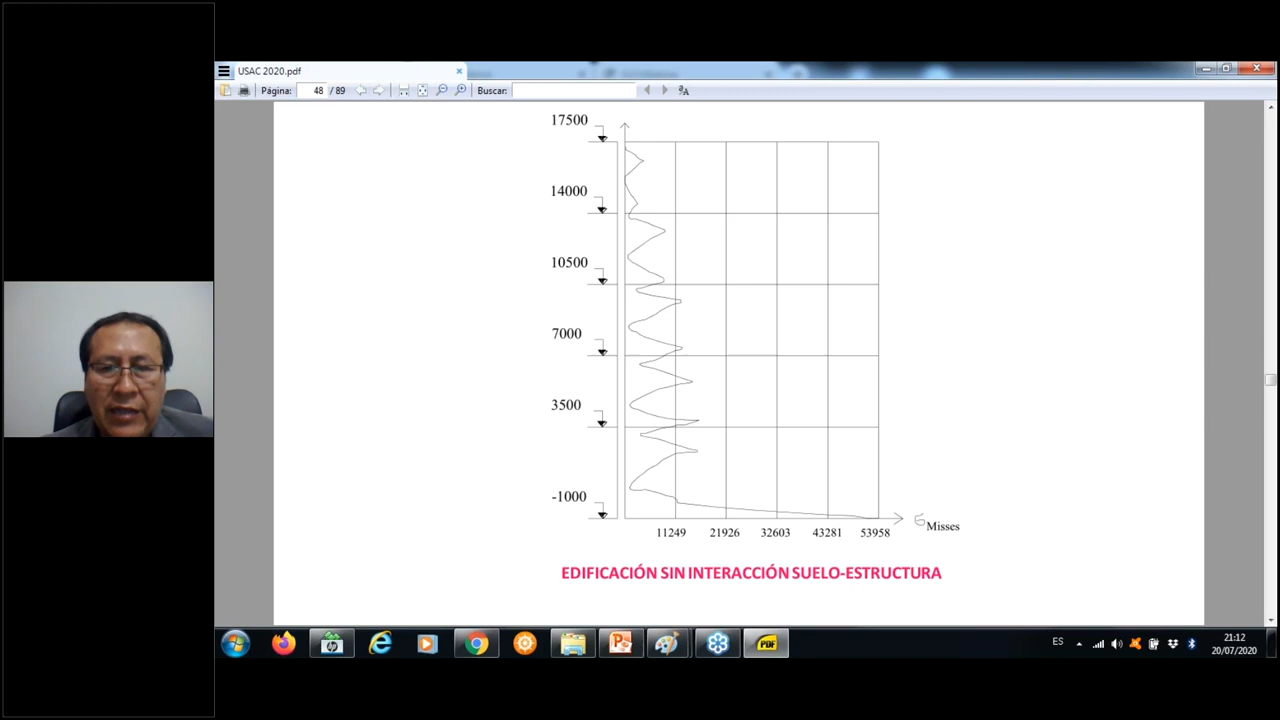 USAC 2020.pdf
Página: 48 / 89 Buscar:
17500
14000
10500
7000
3500
-1000
11249 21926 32603 43281 53958
Misses
EDIFICACIÓN SIN INTERACCIÓN SUELO-ESTRUCTURA
ES
21:12
20/07/2020
PDF